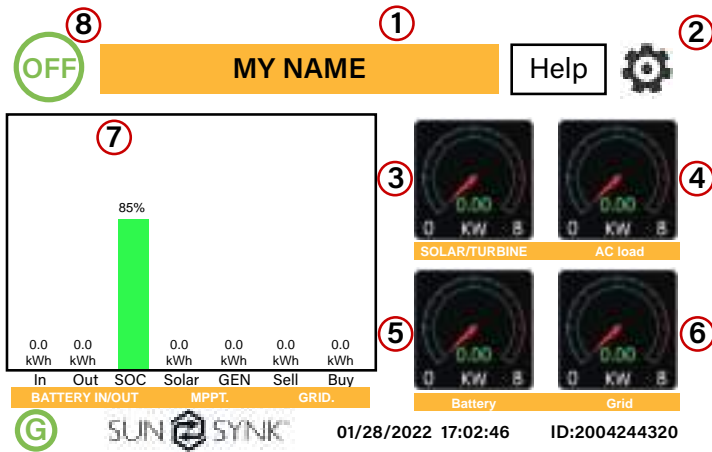 8
1
2
OFF
MY NAME
Help
7
3
4
85%
0.00
0 KW 8
0.00
0 KW 8
SOLAR/TURBINE
AC load
5
6
0.00
0 KW 8
0.00
0 KW 8
0.0 0.0 0.0 0.0 0.0 0.0
kWh kWh kWh kWh kWh kWh
In Out SOC Solar GEN Sell Buy
BATTERY IN/OUT MPPT. GRID.
Battery
Grid
G
SUN SYNK
01/28/2022 17:02:46
ID:2004244320